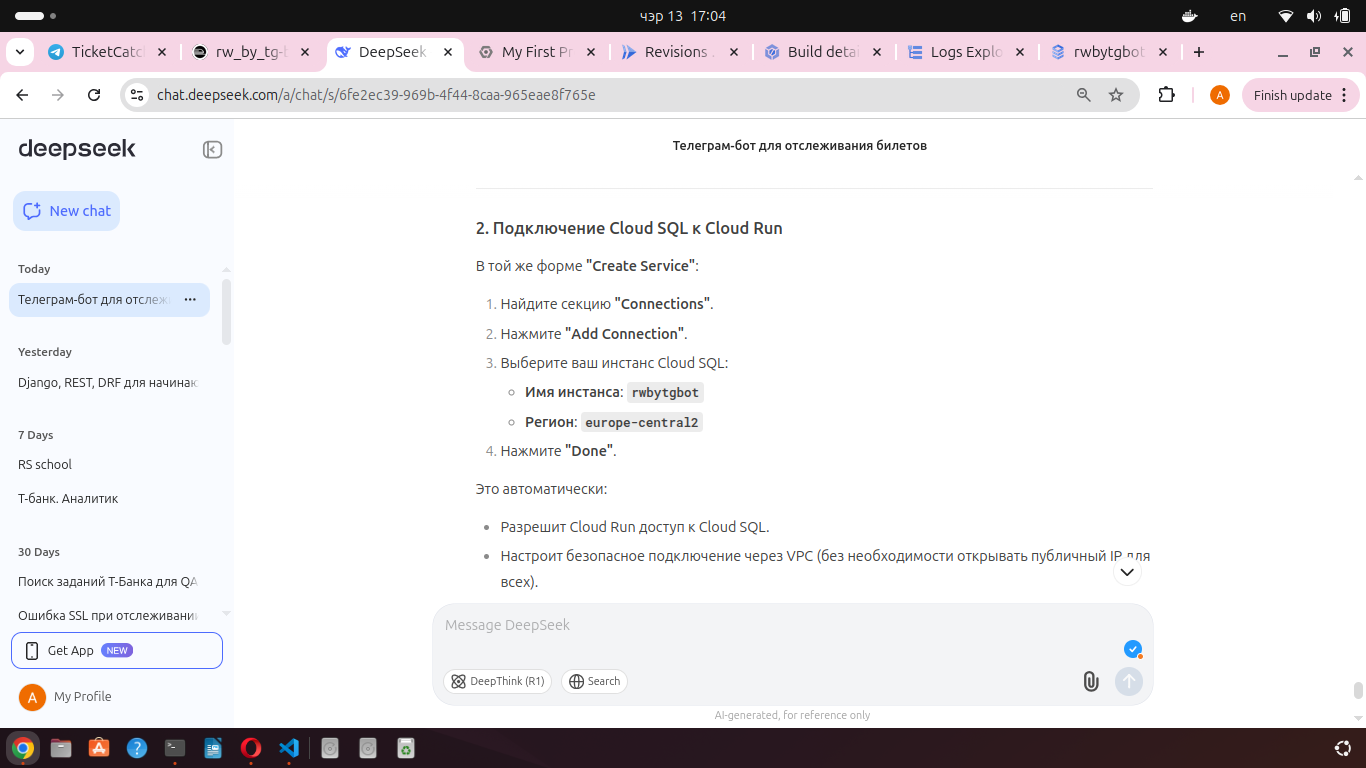 чэр 13 17:04
en
TicketCatc
rw_by_tg-b
DeepSeek
My First Pr
Revisions
Build detai
Logs Explo
rwbytgbot
chat.deepseek.com/a/chat/s/6fe2ec39-969b-4f44-8caa-965eae8f765e
A
Finish update
deepseek
Телеграм-бот для отслеживания билетов
New chat
Today
Телеграм-бот для отслеж
Yesterday
Django, REST, DRF для начинак
7 Days
RS school
Т-банк. Аналитик
30 Days
Поиск заданий Т-Банка для QA
Ошибка SSL при отслеживании
Get App NEW
A My Profile
2. Подключение Cloud SQL к Cloud Run
В той же форме "Create Service":
1. Найдите секцию "Connections".
2. Нажмите "Add Connection".
3. Выберите ваш инстанс Cloud SQL:
Имя инстанса: rwbytgbot
Регион: europe-central2
4. Нажмите "Done".
Это автоматически:
Разрешит Cloud Run доступ к Cloud SQL.
Настроит безопасное подключение через VPC (без необходимости открывать публичный IP для
всех).
Message DeepSeek
DeepThink (R1) Search
AI-generated, for reference only